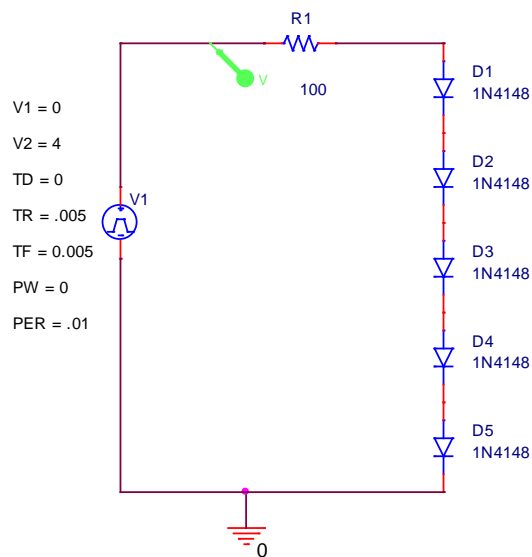 R1
V
100
D1
1N4148
V1 = 0
V2 = 4
D2
1N4148
TD = 0
V1
TR = .005
TF = 0.005
D3
1N4148
PW = 0
PER = .01
D4
1N4148
D5
1N4148
0